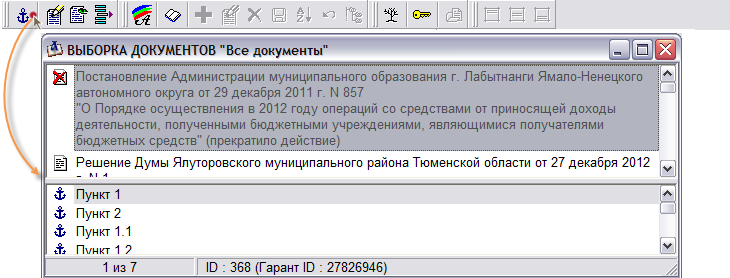 ВЫБОРКА ДОКУМЕНТОВ "Все документы"
Постановление Администрации муниципального образования г. Лабытнанги Ямало-Ненецкого
автономного округа от 29 декабря 2011 г. N 857
"О Порядке осуществления в 2012 году операций со средствами от приносящей доходы
деятельности, полученными бюджетными учреждениями, являющимися получателями
бюджетных средств" (прекратило действие)
Решение Думы Ялуторовского муниципального района Тюменской области от 27 декабря 2012
г. N 1
Пункт 1
Пункт 2
Пункт 1.1
Пункт 1.2
1 из 7
ID : 368 (Гарант ID : 27826946)